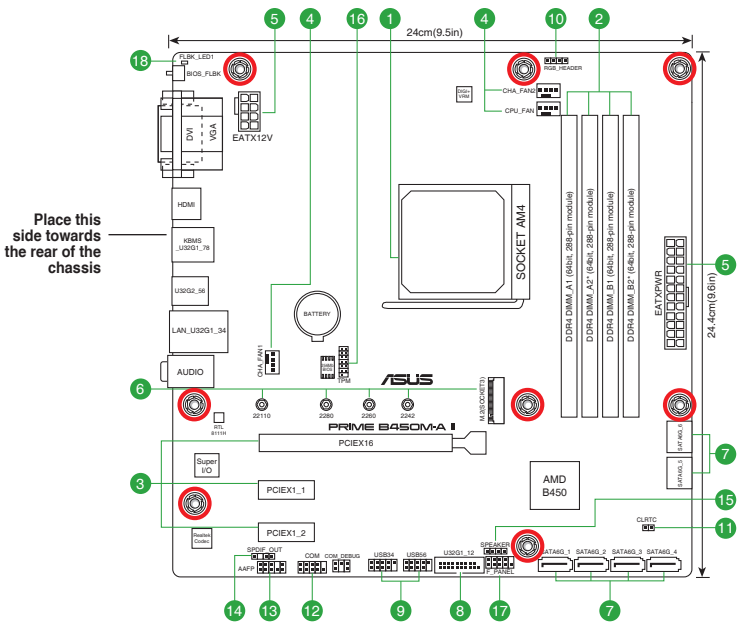 5
4
16
1
4
10
2
24cm(9.5in)
18
FLBK_LED1
BIOS_FLBK
RGB_HEADER
DIGI+
VRM
CHA_FAN2
CPU_FAN
EATX12V
DVI
VGA
HDMI
KBMS
_U32G1_78
U32G2_56
LAN_U32G1_34
AUDIO
Place this
side towards
the rear of the
chassis
SOCKET AM4
DDR4 DIMM_A1 (64bit, 288-pin module)
DDR4 DIMM_A2* (64bit, 288-pin module)
DDR4 DIMM_B1 (64bit, 288-pin module)
DDR4 DIMM_B2* (64bit, 288-pin module)
EATXPWR
5
24.4cm(9.6in)
BATTERY
CHA_FAN1
TPM
ASUS
M.2(SOCKET3)
6
22110
2280
2260
2242
RTL
8111H
PRIME B450M-A II
PCIEX16
SATA6G_6
SATA6G_5
7
Super
I/O
3
PCIEX1_1
AMD
B450
15
CLRTC
11
Realtek
Codec
PCIEX1_2
SPDIF_OUT
AAFP
COM
COM_DEBUG
USB34
USB56
U32G1_12
SPEAKER
F_PANEL
SATA6G_1
SATA6G_2
SATA6G_3
SATA6G_4
14
13
12
9
8
17
7